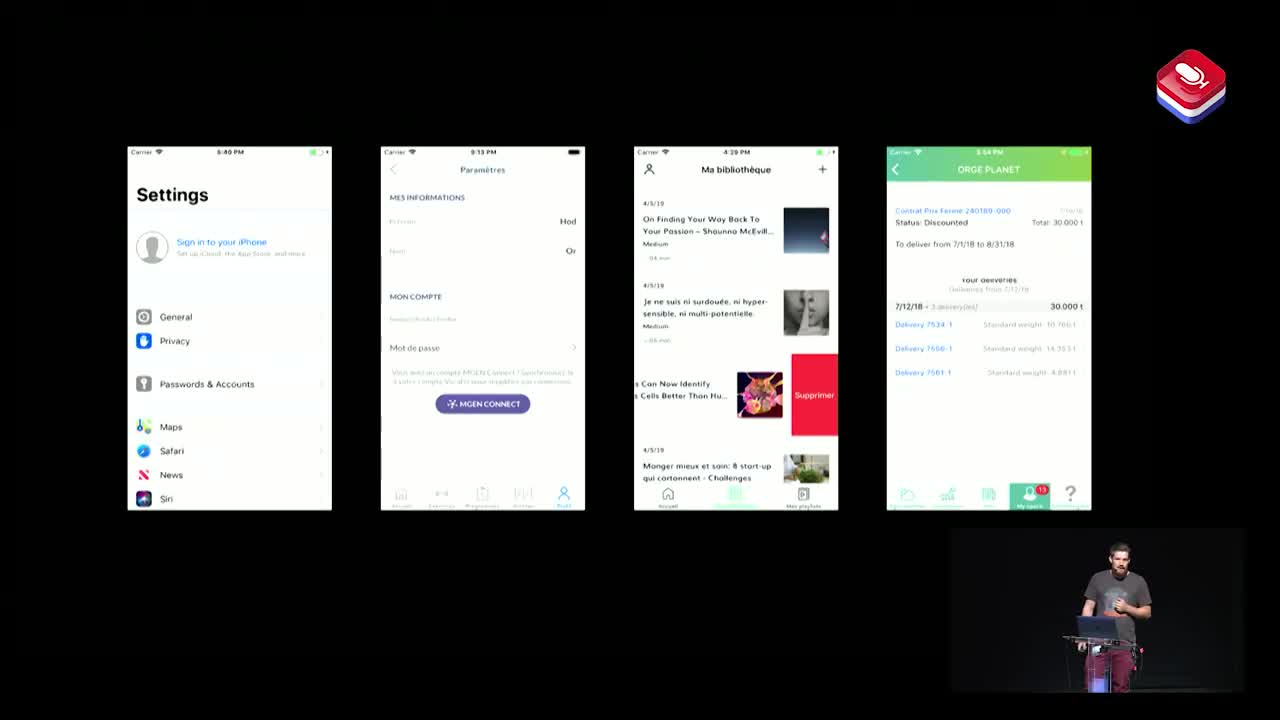 Carrier
5:40 PM
Settings
Sign in to your iPhone
Set up iCloud, the App Store, and more.
General
Privacy
Passwords & Accounts
Maps
Safari
News
Siri
Carrier
9:13 PM
Paramètres
MES INFORMATIONS
Prénom
Hod
Nom
Or
MON COMPTE
Mot de passe
MGEN CONNECT
Profil
Carrier
4:29 PM
Ma bibliothèque
4/5/19
On Finding Your Way Back To
Your Passion – Shaunna McEvill...
Medium
4/5/19
Je ne suis ni surdouée, ni hyper-
sensible, ni multi-potentielle.
Medium
s Can Now Identify
s Cells Better Than Hu...
Supprimer
4/5/19
Manger mieux et sain: 8 start-up
qui cartonnent - Challenges
Accueil
Mes playlists
Carrier
5:54 PM
ORGE PLANET
Contrat Prix Ferme 240189-000
Status: Discounted
Total: 30.000 t
To deliver from 7/1/18 to 8/31/18
Your deliveries
Deliveries from 7/12/18
7/12/18 • 3 delivery(ies)
30.000 t
Delivery 7534-1
Standard weight: 10.766 t
Delivery 7556-1
Standard weight: 14.353 t
Delivery 7561-1
Standard weight: 4.881 t
13
My space
?